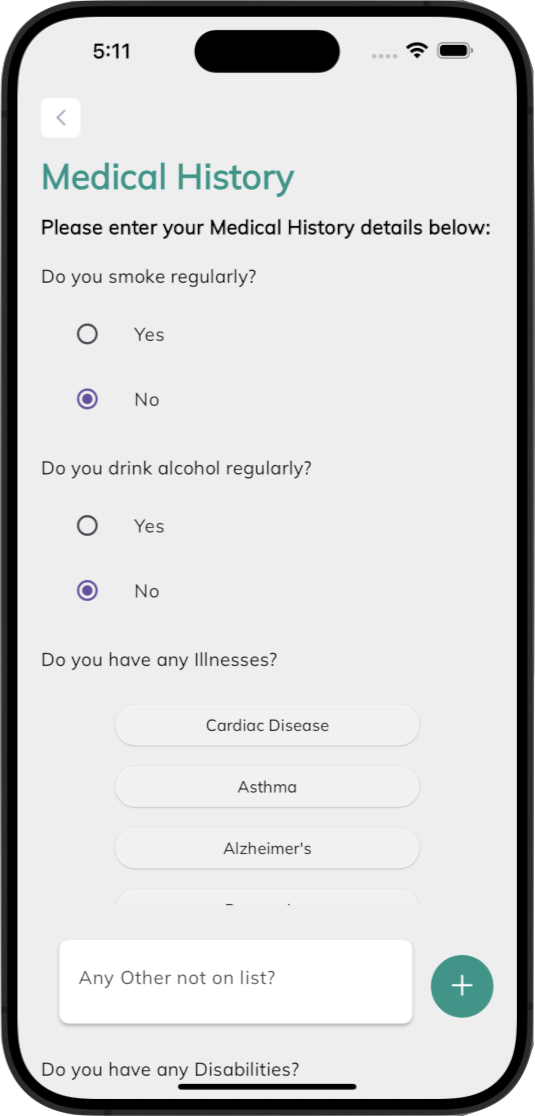 5:11
Medical History
Please enter your Medical History details below:
Do you smoke regularly?
Yes
No
Do you drink alcohol regularly?
Yes
No
Do you have any Illnesses?
Cardiac Disease
Asthma
Alzheimer's
Any Other not on list?
Do you have any Disabilities?